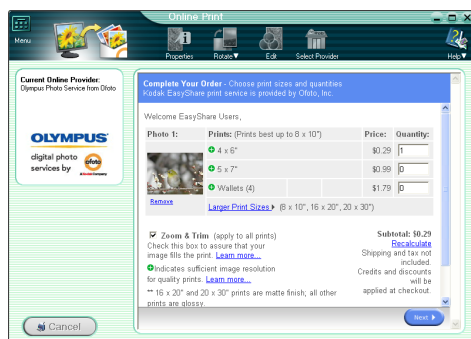 Online Print
Menu
Properties
Rotate▼
Edit
Select Provider
Help▼
Current Online Provider:
Olympus Photo Service from Ofoto
OLYMPUS
digital photo
services by
ofoto
A Kodak Company
Complete Your Order - Choose print sizes and quantities
Kodak EasyShare print service is provided by Ofoto, Inc.
Welcome EasyShare Users,
Photo 1: Prints: (Prints best up to 8 x 10") Price: Quantity:
4 x 6" $0.29 1
5 x 7" $0.99 0
Wallets (4) $1.79 0
Remove
Larger Print Sizes (8 x 10", 16 x 20", 20 x 30")
Zoom & Trim (apply to all prints)
Check this box to assure that your
image fills the print. Learn more...
Indicates sufficient image resolution
for quality prints. Learn more...
** 16 x 20" and 20 x 30" prints are matte finish; all other
prints are glossy.
Subtotal: $0.29
Recalculate
Shipping and tax not
included.
Credits and discounts
will be
applied at checkout.
Next
Cancel